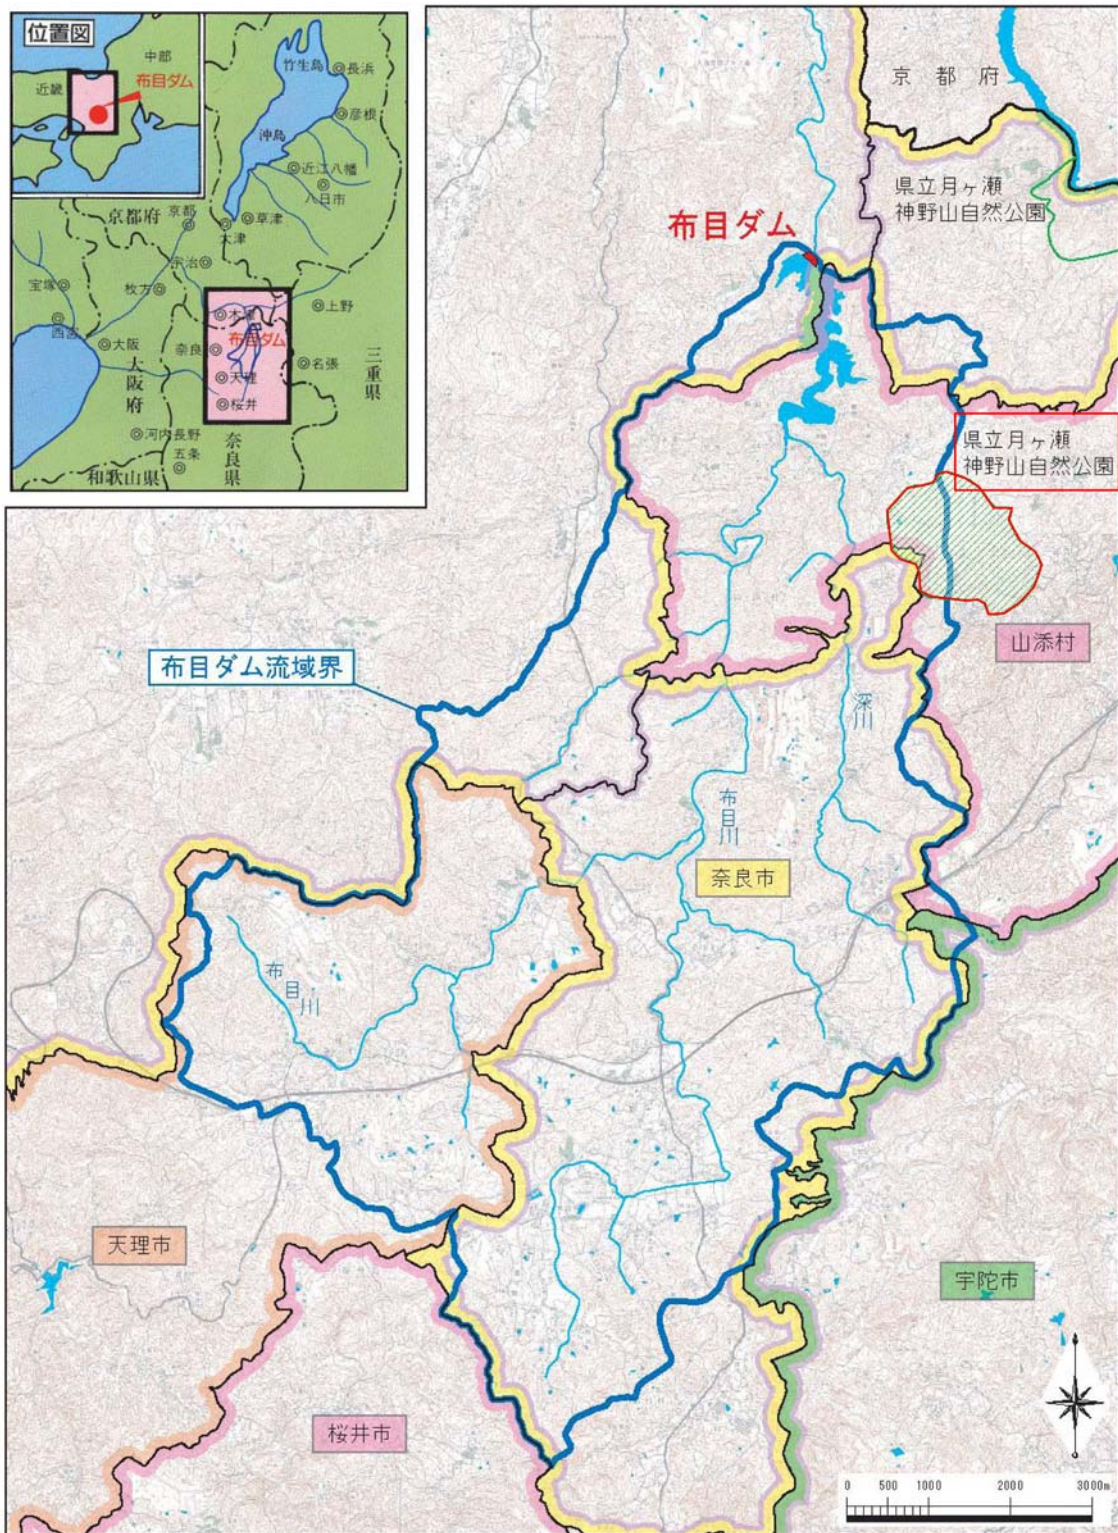 位置図
中部
近畿
布目ダム
竹生島
長浜
彦根
沖島
近江八幡
八日市
京都府
京都
草津
大津
宇治
宝塚
枚方
上野
西宮
木津
布目ダム
大阪
奈良
名張
大阪府
天理
三重県
桜井
河内長野
五条
奈良県
和歌山県
京都府
県立月ヶ瀬
神野山自然公園
布目ダム
県立月ヶ瀬
神野山自然公園
山添村
布目ダム流域界
深川
布目川
奈良市
布目川
天理市
宇陀市
桜井市
0 500 1000 2000 3000m